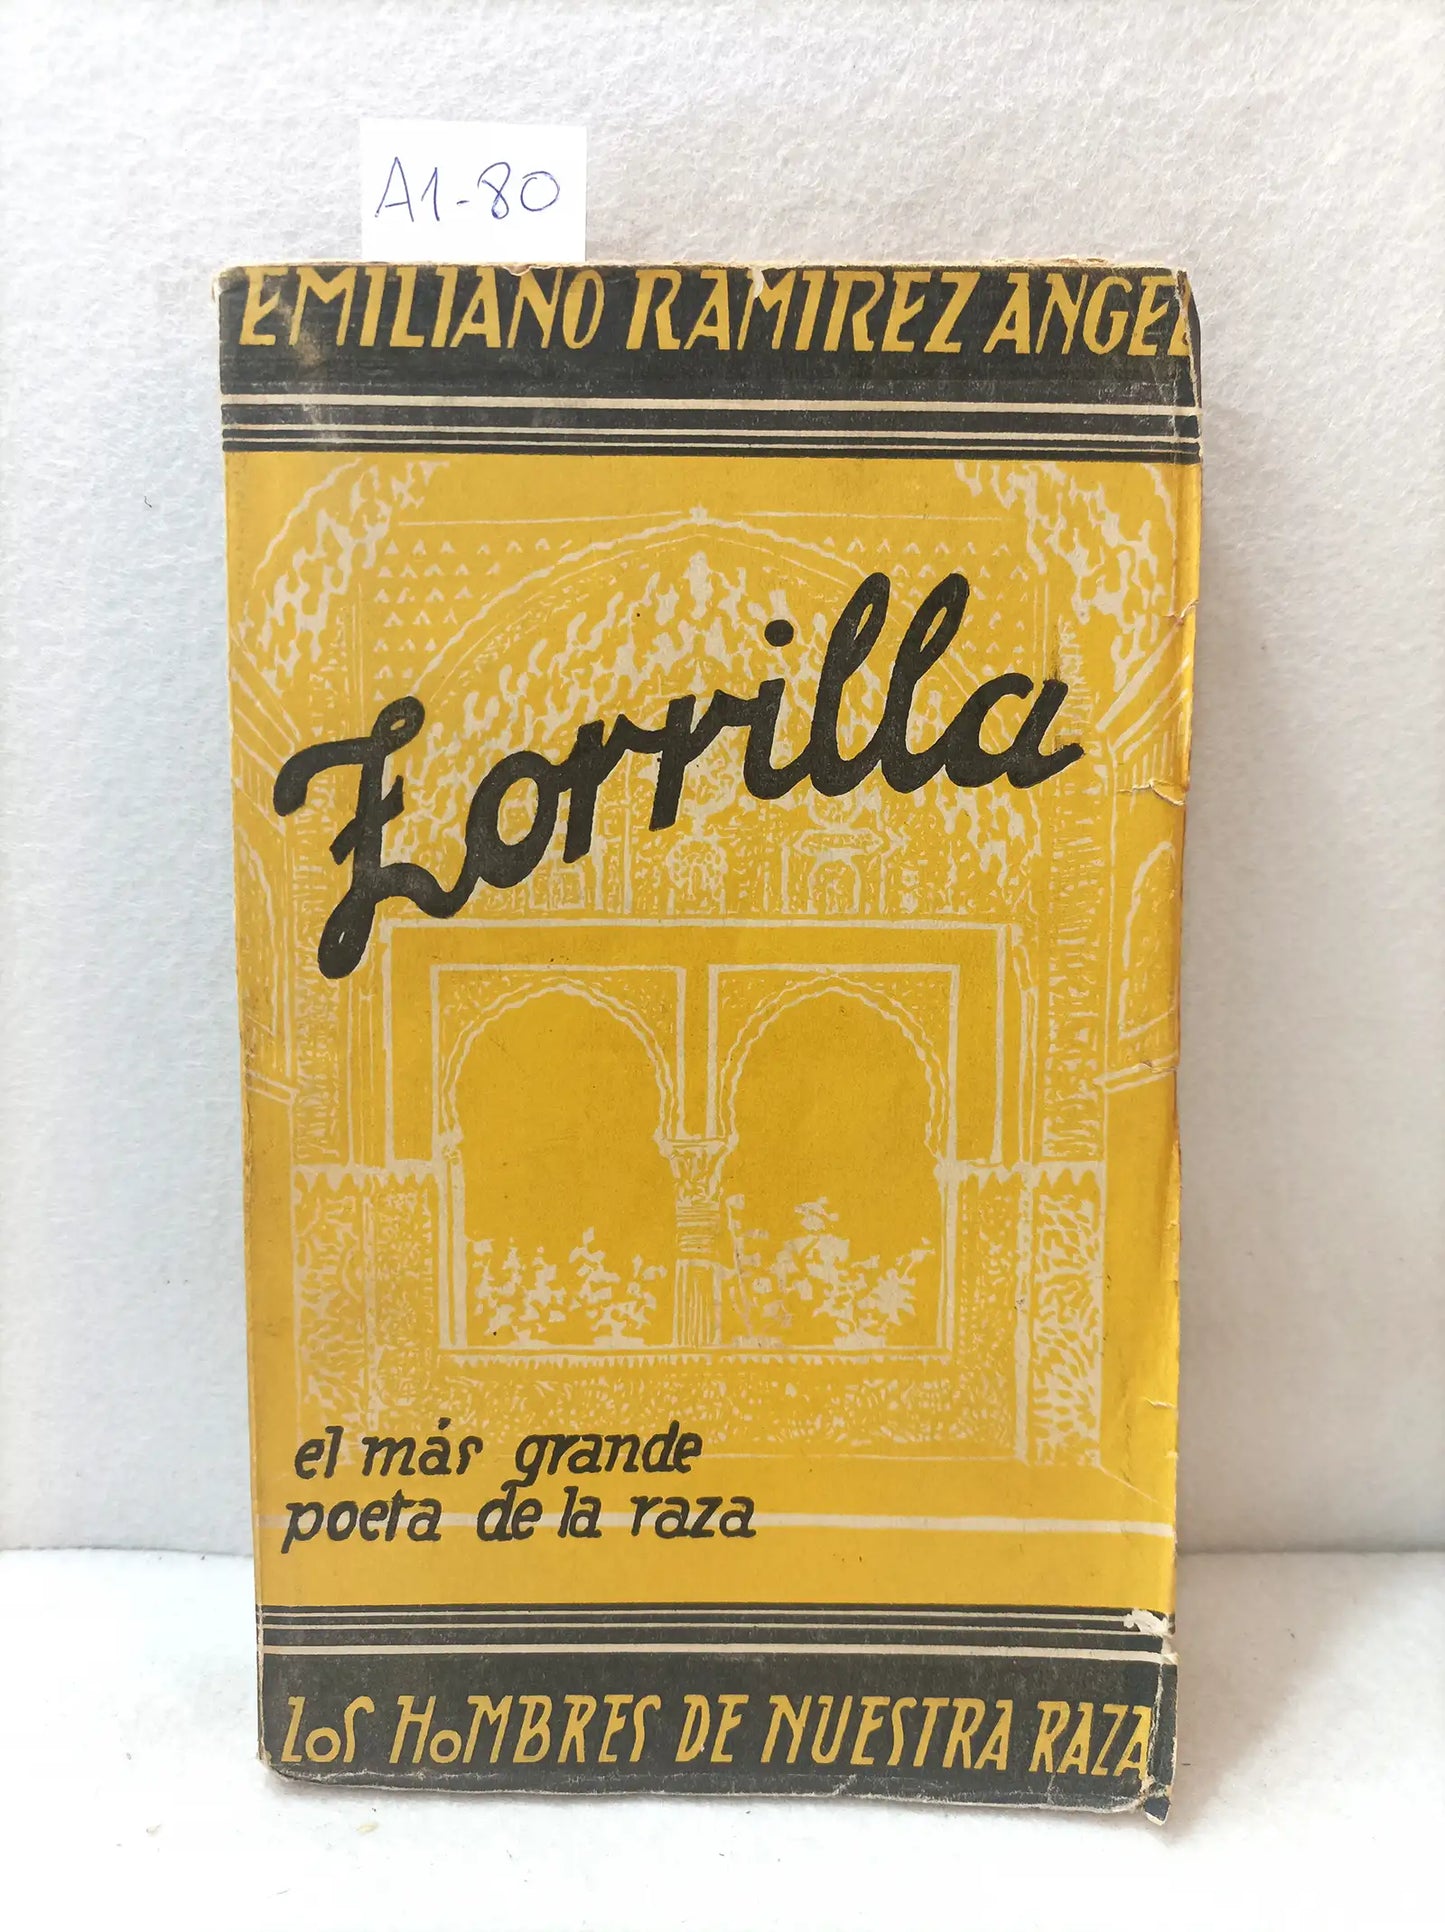 A1-80
EMILIANO RAMIREZ ANGEL
Zorrilla
el más grande
poeta de la raza
LOS HOMBRES DE NUESTRA RAZA